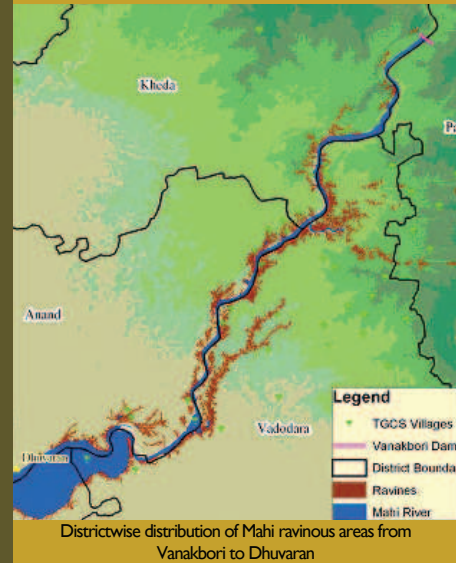 Kheda
Pa
Anand
Vadodara
Dhuvaran
Legend
TGCS Villages
Vanakbori Dam
District Bounda
Ravines
Mahi River
Districtwise distribution of Mahi ravinous areas from
Vanakbori to Dhuvaran